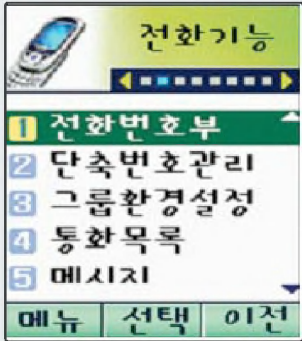 전화기능
1 전화번호부
2 단축번호관리
3 그룹환경설정
4 통화목록
5 메시지
메뉴 선택 이전